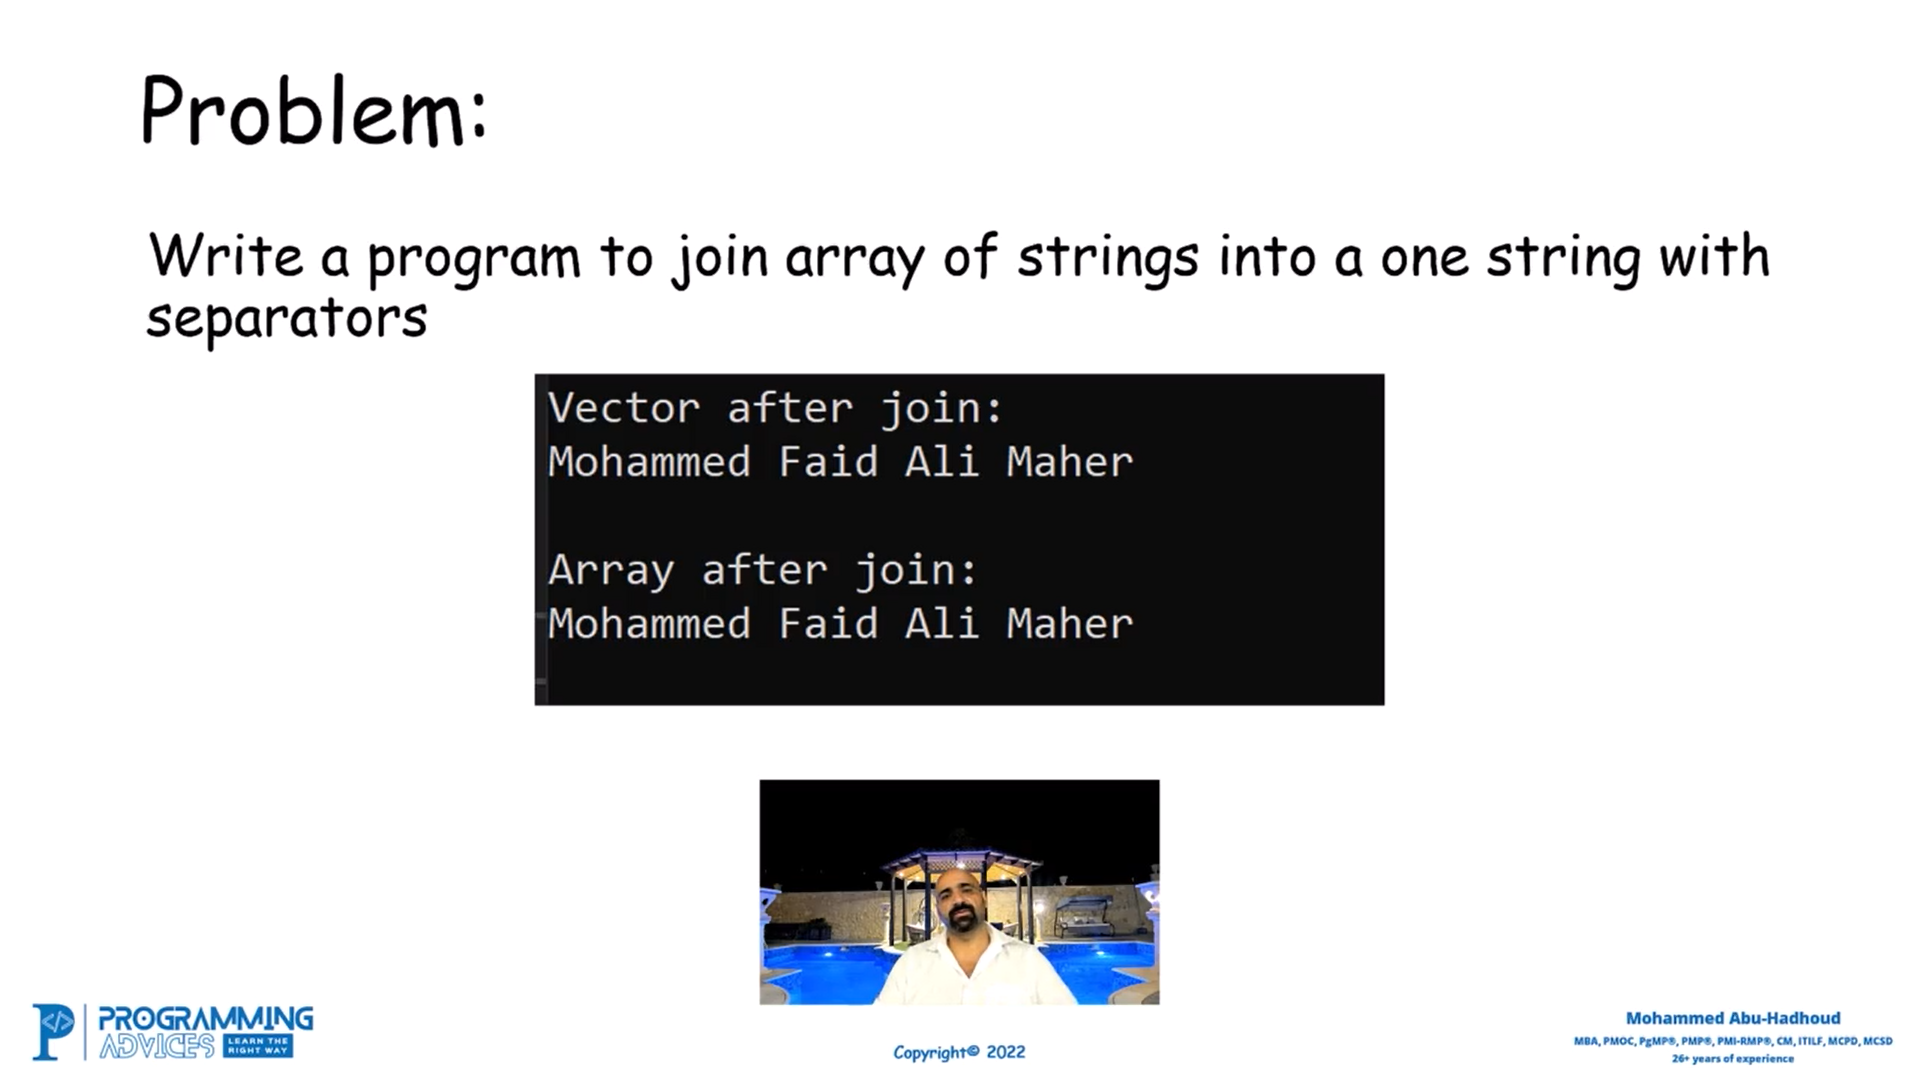 Problem:
Write a program to join array of strings into a one string with
separators
Vector after join:
Mohammed Faid Ali Maher
Array after join:
Mohammed Faid Ali Maher
P </> PROGRAMMING
ADVICES LEARN THE
RIGHT WAY
Copyright© 2022
Mohammed Abu-Hadhoud
MBA, PMOC, PgMP®, PMP®, PMI-RMP®, CM, ITILF, MCPD, MCSD
26+ years of experience